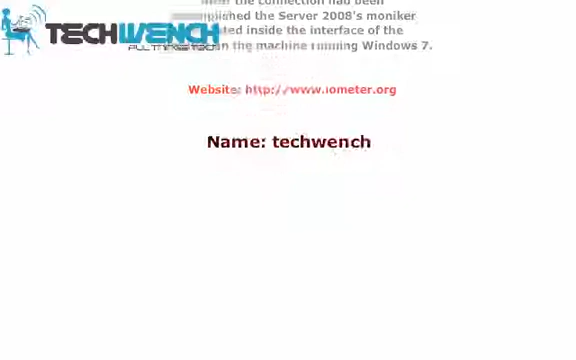 the connection had been
the Server 2008's moniker
inside the interface of the
TECHWENCH
the machine running Windows 7.
Website: http://www.iometer.org
Name: techwench